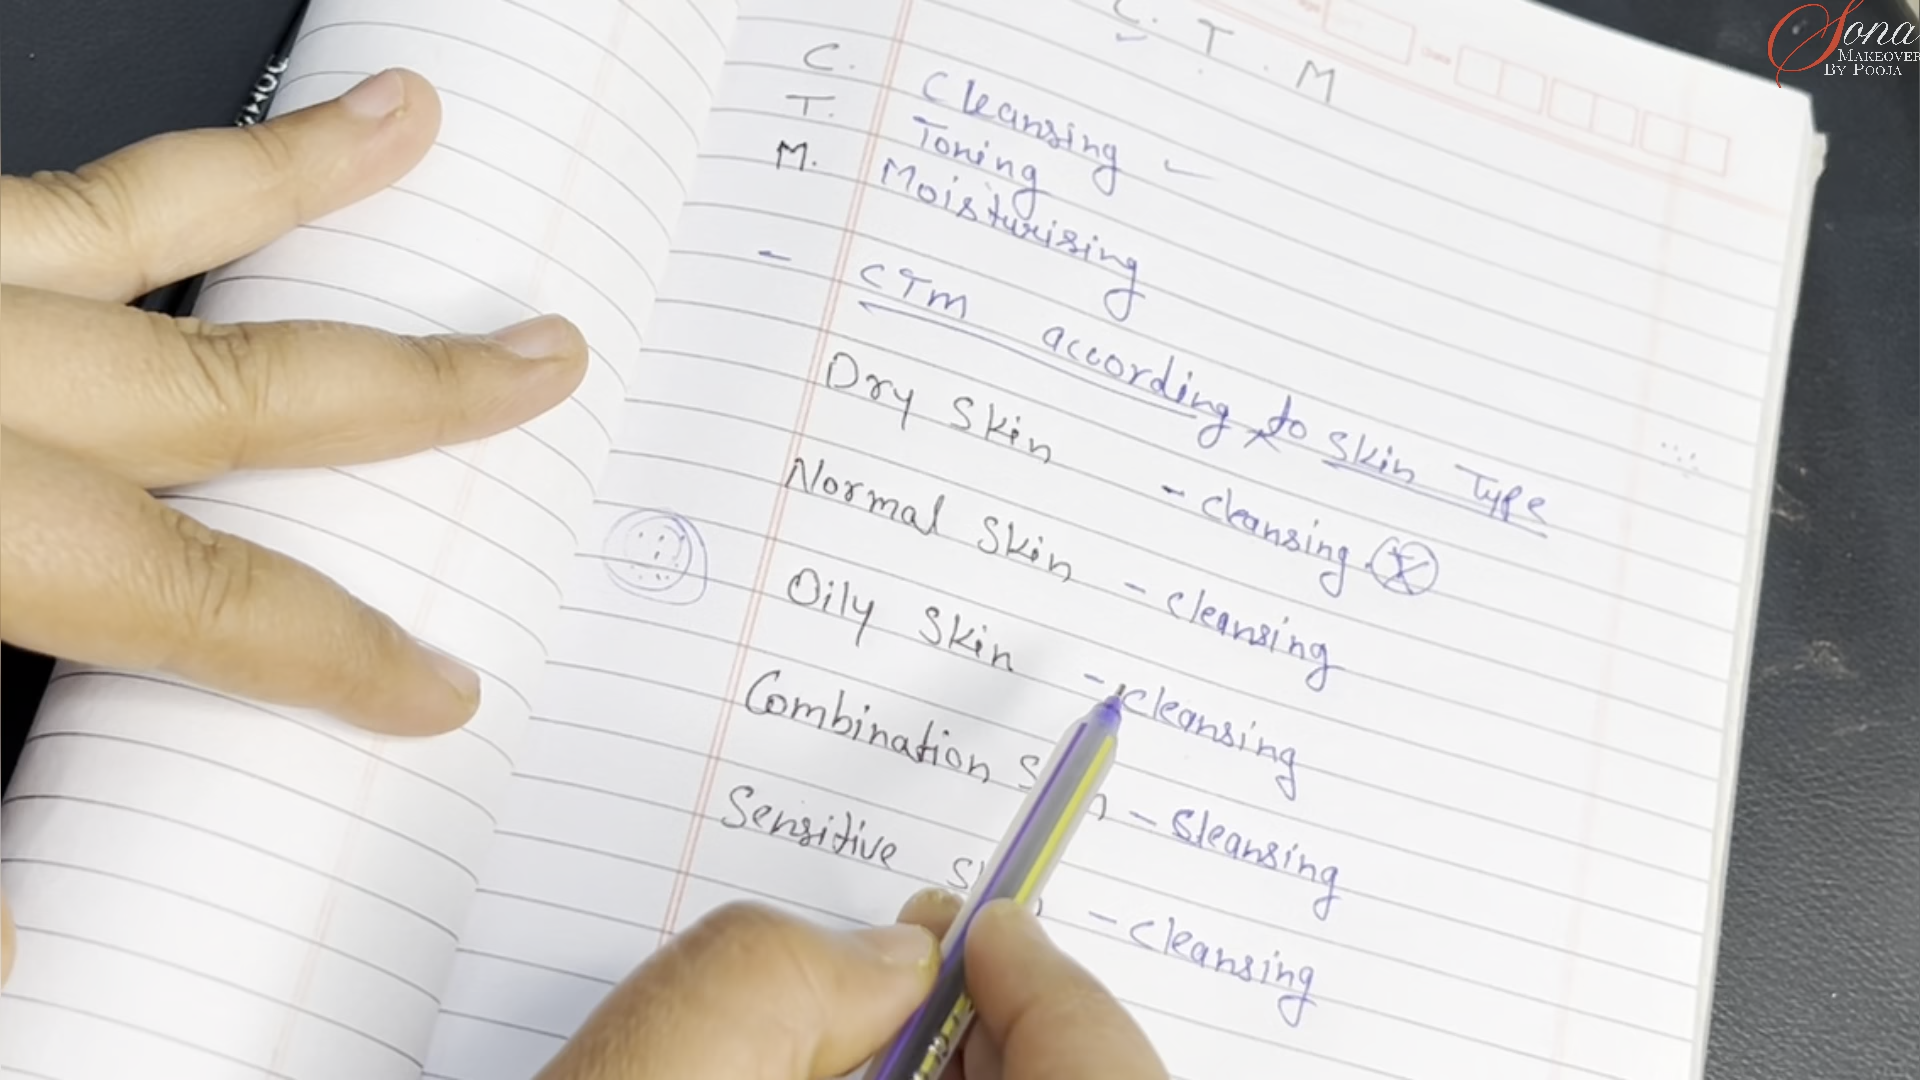 Sona
MAKEOVER
BY POOJA
C. T. M
C. Cleansing
T. Toning
M. Moisturising
- CTM according to Skin Type
Dry Skin - cleansing
Normal Skin - cleansing
Oily Skin - cleansing
Combination - Sleansing
Sensitive - cleansing